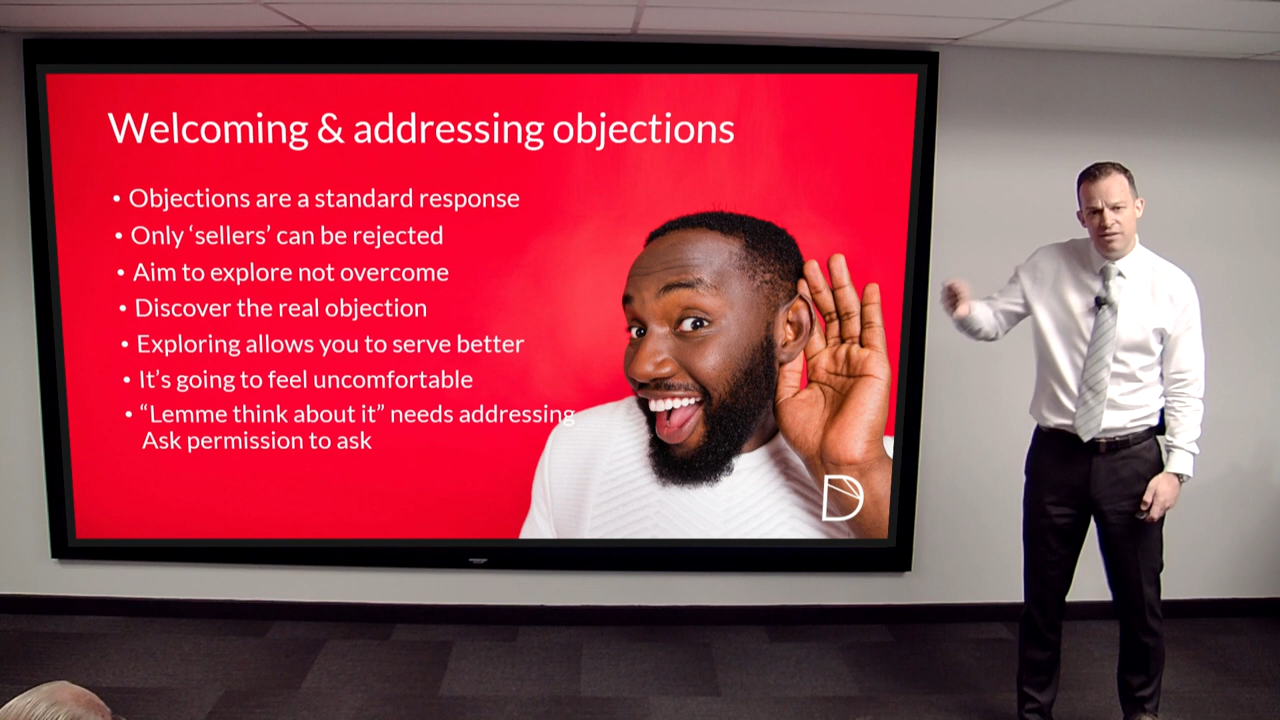 Welcoming & addressing objections
• Objections are a standard response
• Only ‘sellers’ can be rejected
• Aim to explore not overcome
• Discover the real objection
• Exploring allows you to serve better
• It’s going to feel uncomfortable
• “Lemme think about it” needs addressing
Ask permission to ask